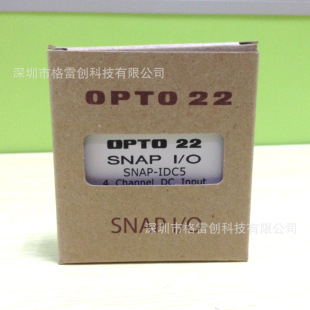 深圳市格雷创科技有限公司
OPTO 22
OPTO 22
SNAP I/O
SNAP-IDC5
4 Channel DC Input
SNAP I/O
深圳市格雷创科技有限公司